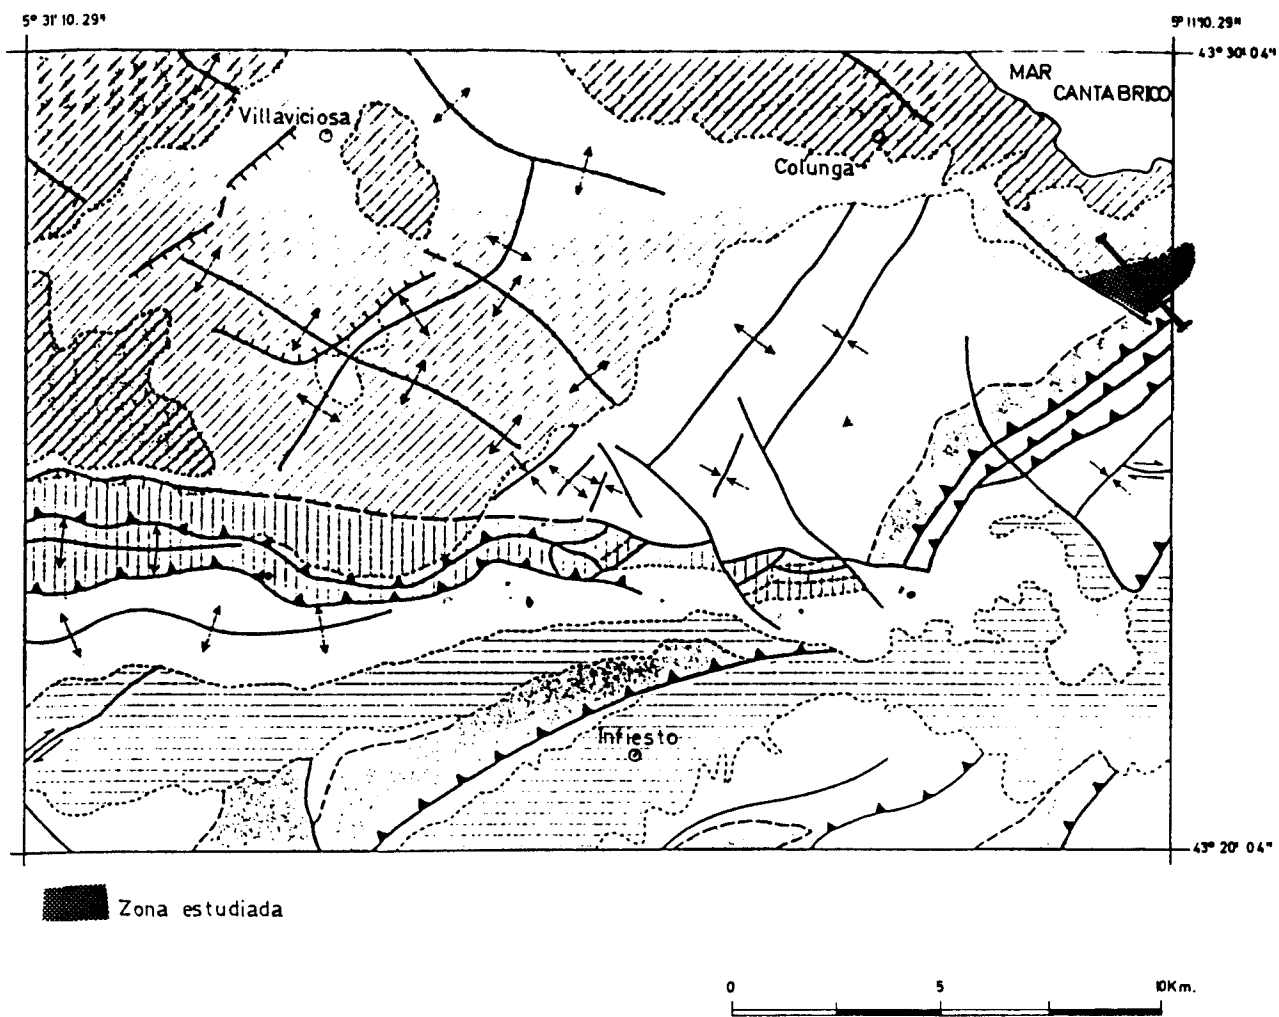 5° 31' 10.29"
5° 11'10.29"
43° 30' 04"
MAR
CANTABRICO
Villaviciosa
Colunga
Infiesto
43° 20' 04"
Zona estudiada
0 5 10Km.